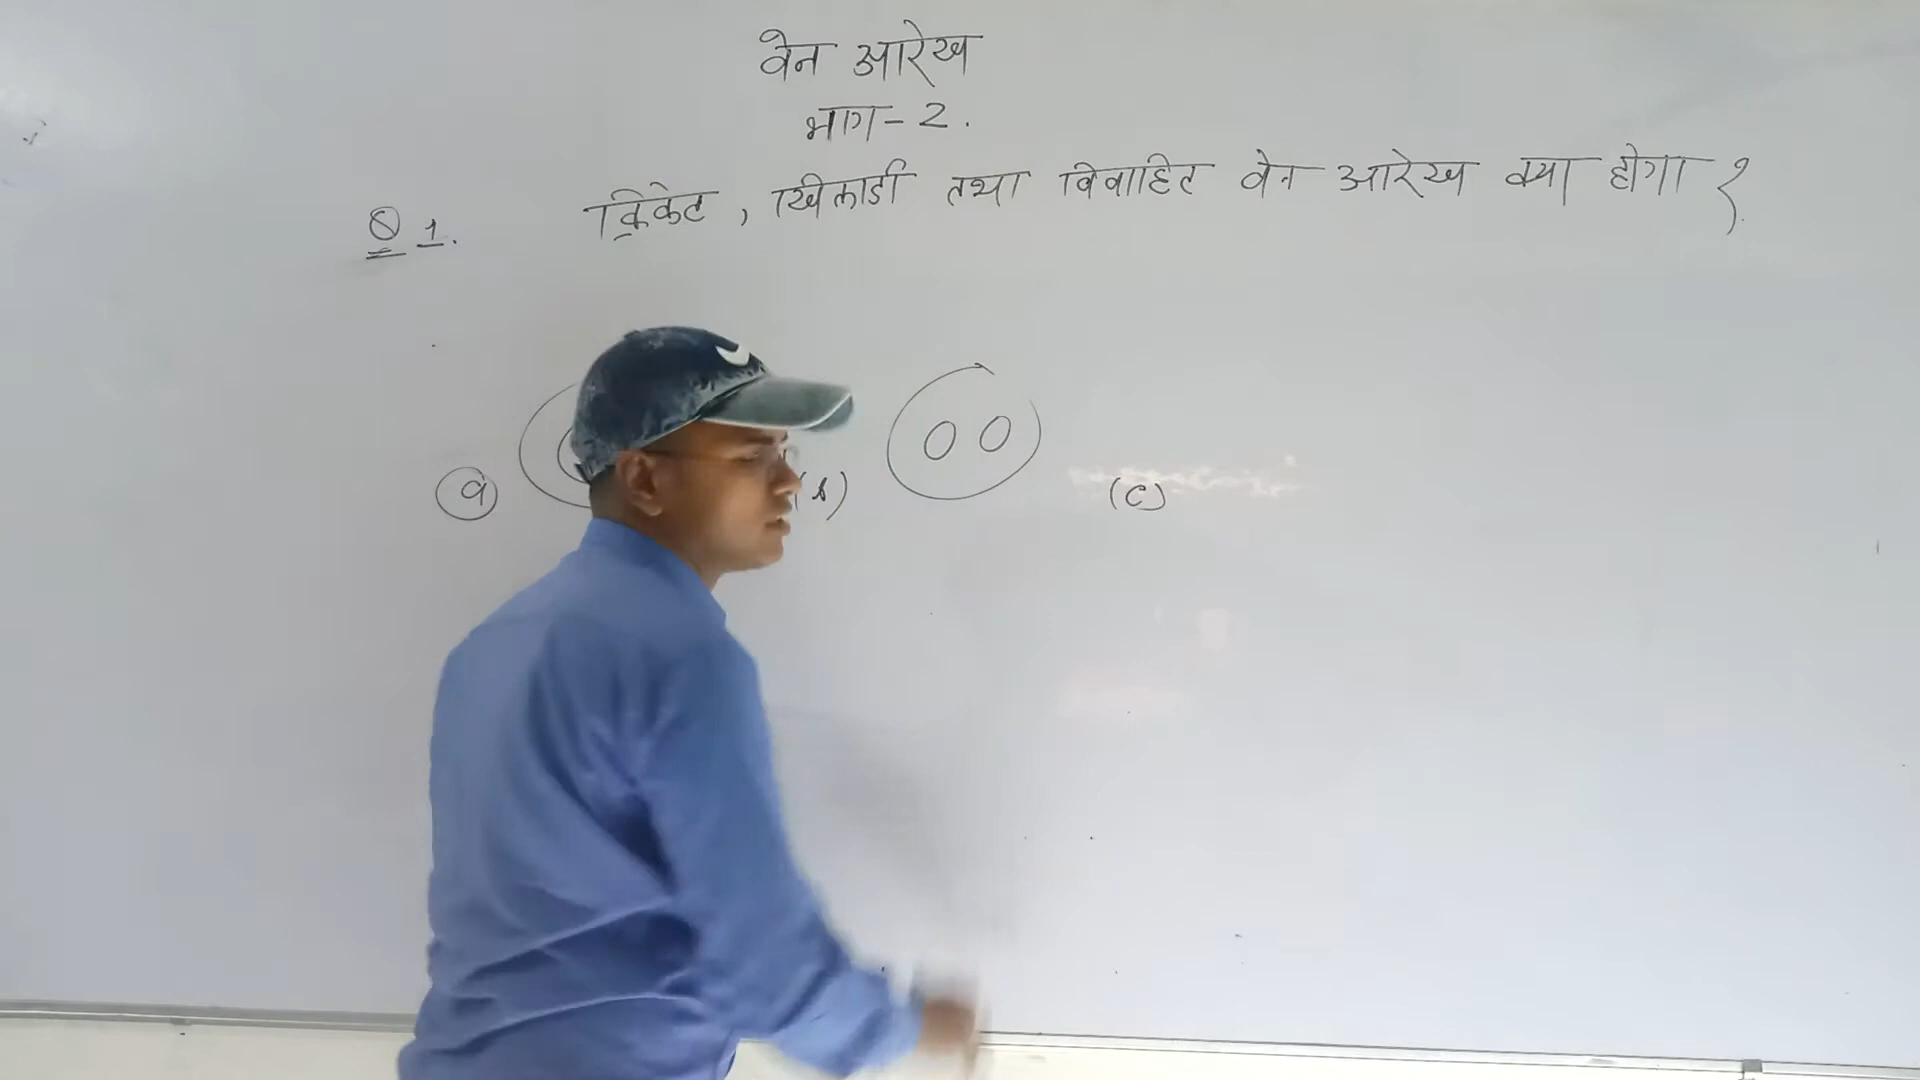 वेन आरेख
भाग-2.
Q 1. क्रिकेट, खिलाडी तथा विवाहित वेन आरेख क्या होगा ?
(a) (b) (c)